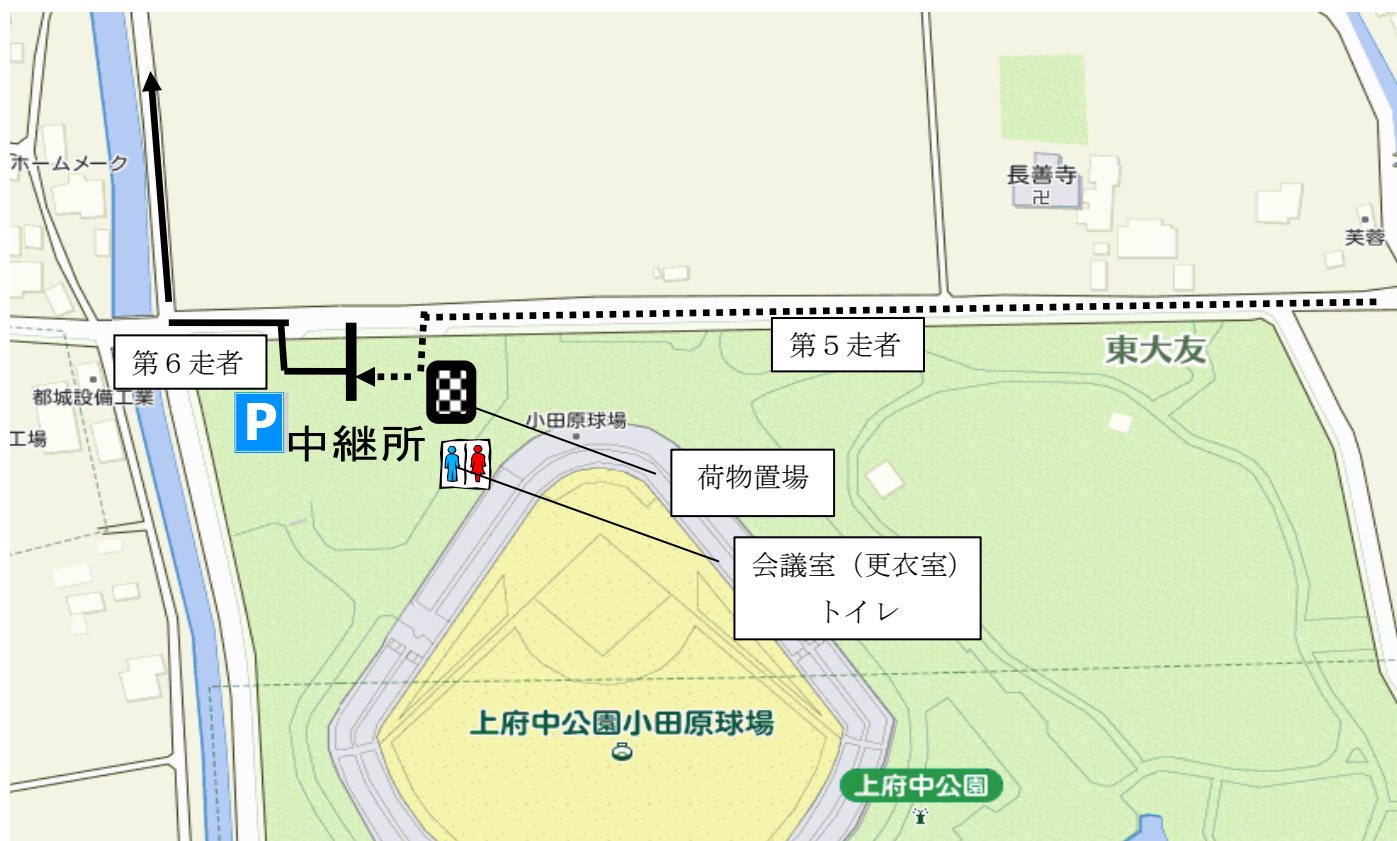 ホームメーク
長善寺
卍
芙蓉
第5走者
東大友
第6走者
都城設備工業
工場
P
中継所
小田原球場
荷物置場
会議室（更衣室）
トイレ
上府中公園小田原球場
上府中公園